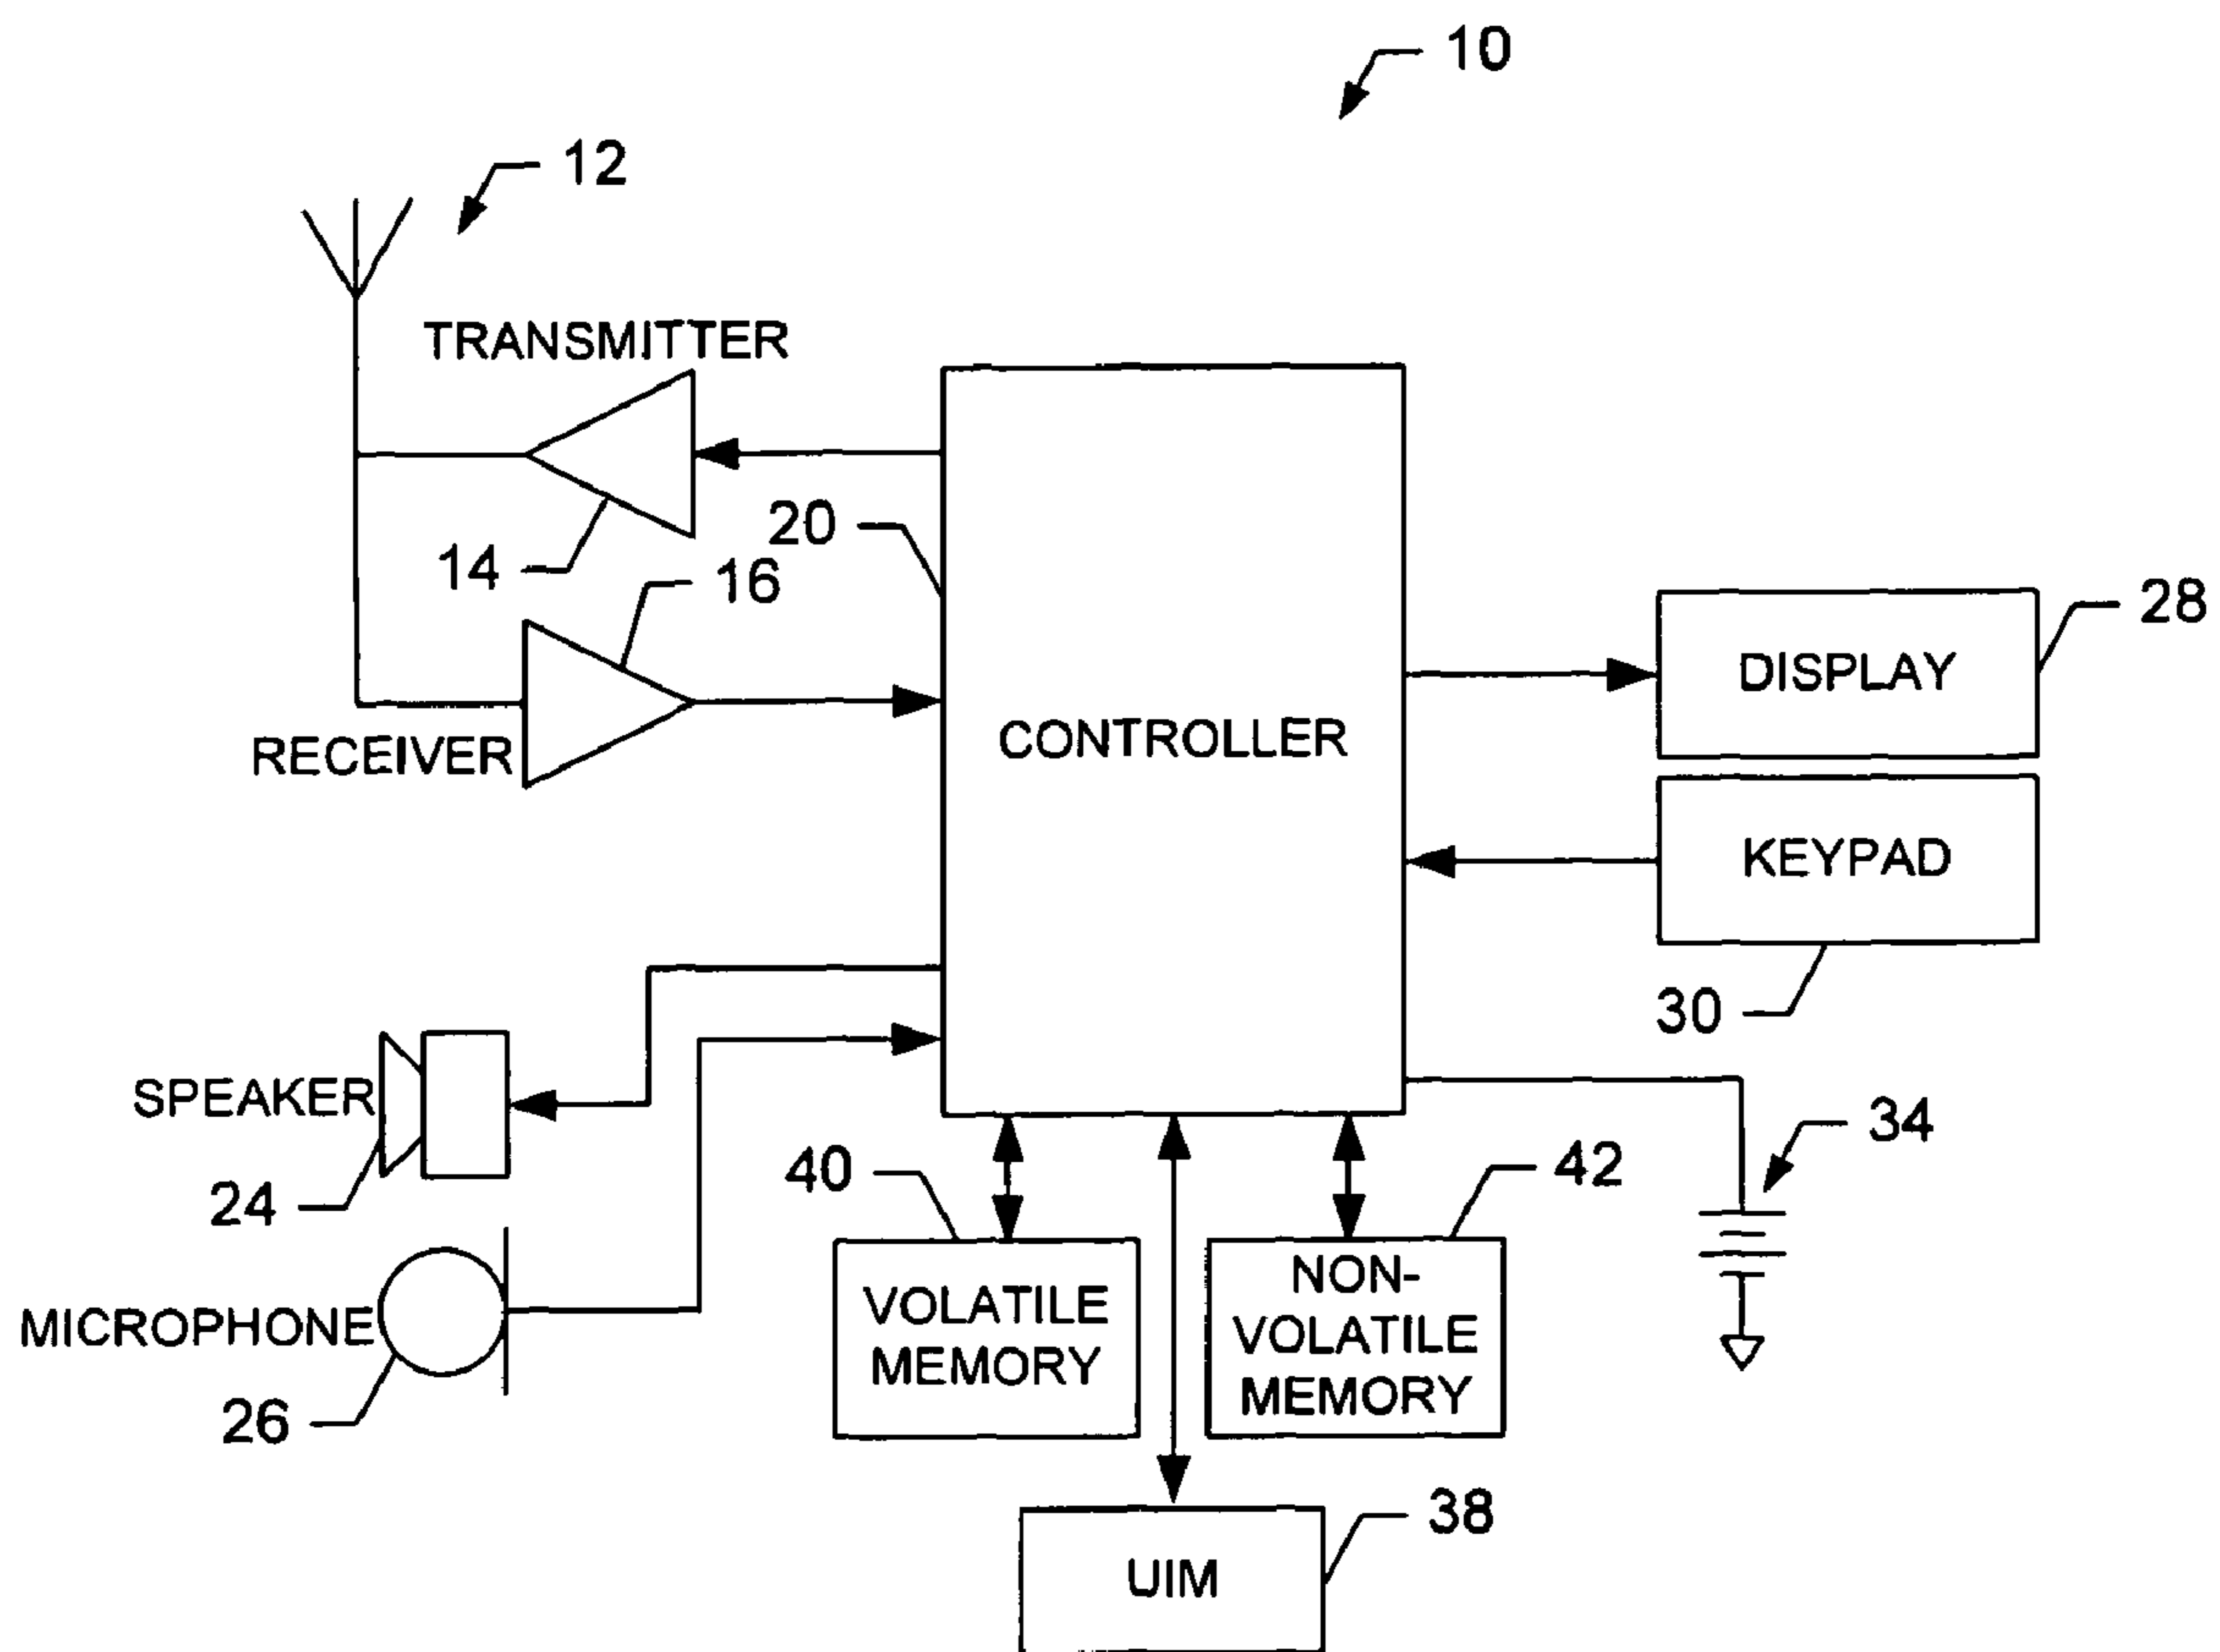 10
12
TRANSMITTER
20
14
16
28
DISPLAY
CONTROLLER
RECEIVER
KEYPAD
30
SPEAKER
34
40
42
24
VOLATILE
MEMORY
NON-
VOLATILE
MEMORY
MICROPHONE
26
38
UIM